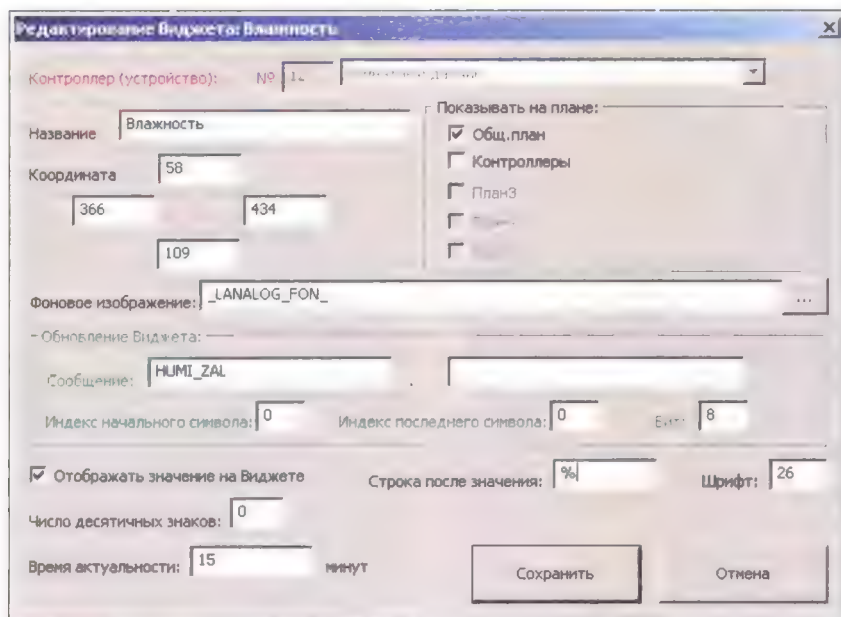 Редактирование Виджета: Влажность
Контроллер (устройство): №
Показывать на плане:
Название Влажность
Общ.план
Контроллеры
План3
Координата 58
366 434
109
Фоновое изображение: _LANALOG_FON_ ...
Обновление Виджета:
Сообщение: HUMI_ZAL .
Индекс начального символа: 0 Индекс последнего символа: 0 Бит: 8
Отображать значение на Виджете Строка после значения: % Шрифт: 26
Число десятичных знаков: 0
Время актуальности: 15 минут
Сохранить Отмена